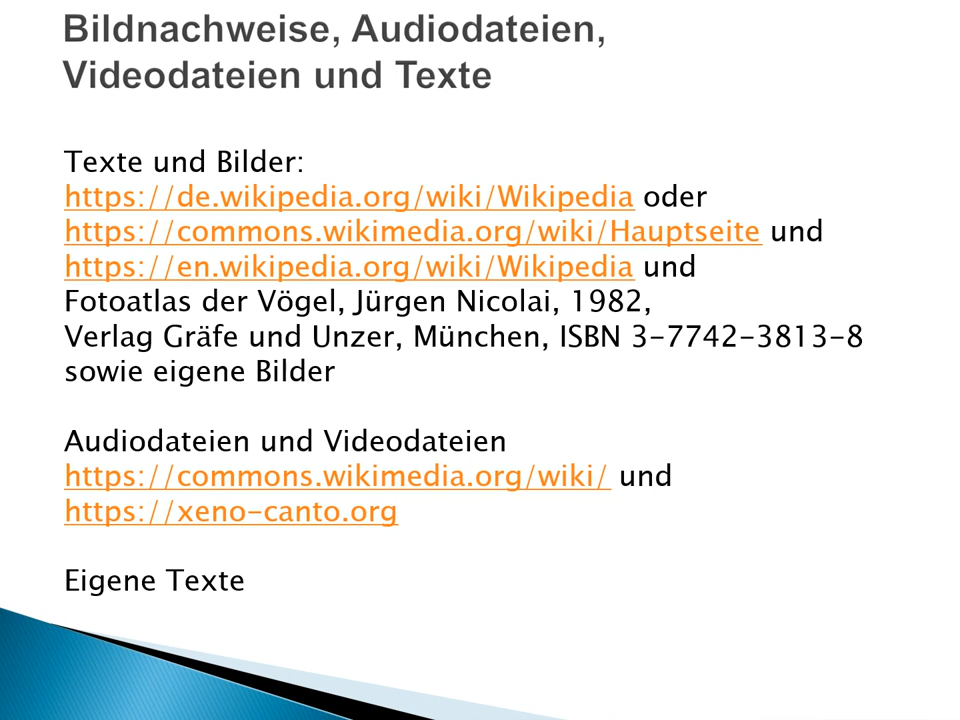 Bildnachweise, Audiodateien,
Videodateien und Texte
Texte und Bilder:
https://de.wikipedia.org/wiki/Wikipedia oder
https://commons.wikimedia.org/wiki/Hauptseite und
https://en.wikipedia.org/wiki/Wikipedia und
Fotoatlas der Vögel, Jürgen Nicolai, 1982,
Verlag Gräfe und Unzer, München, ISBN 3-7742-3813-8
sowie eigene Bilder
Audiodateien und Videodateien
https://commons.wikimedia.org/wiki/ und
https://xeno-canto.org
Eigene Texte